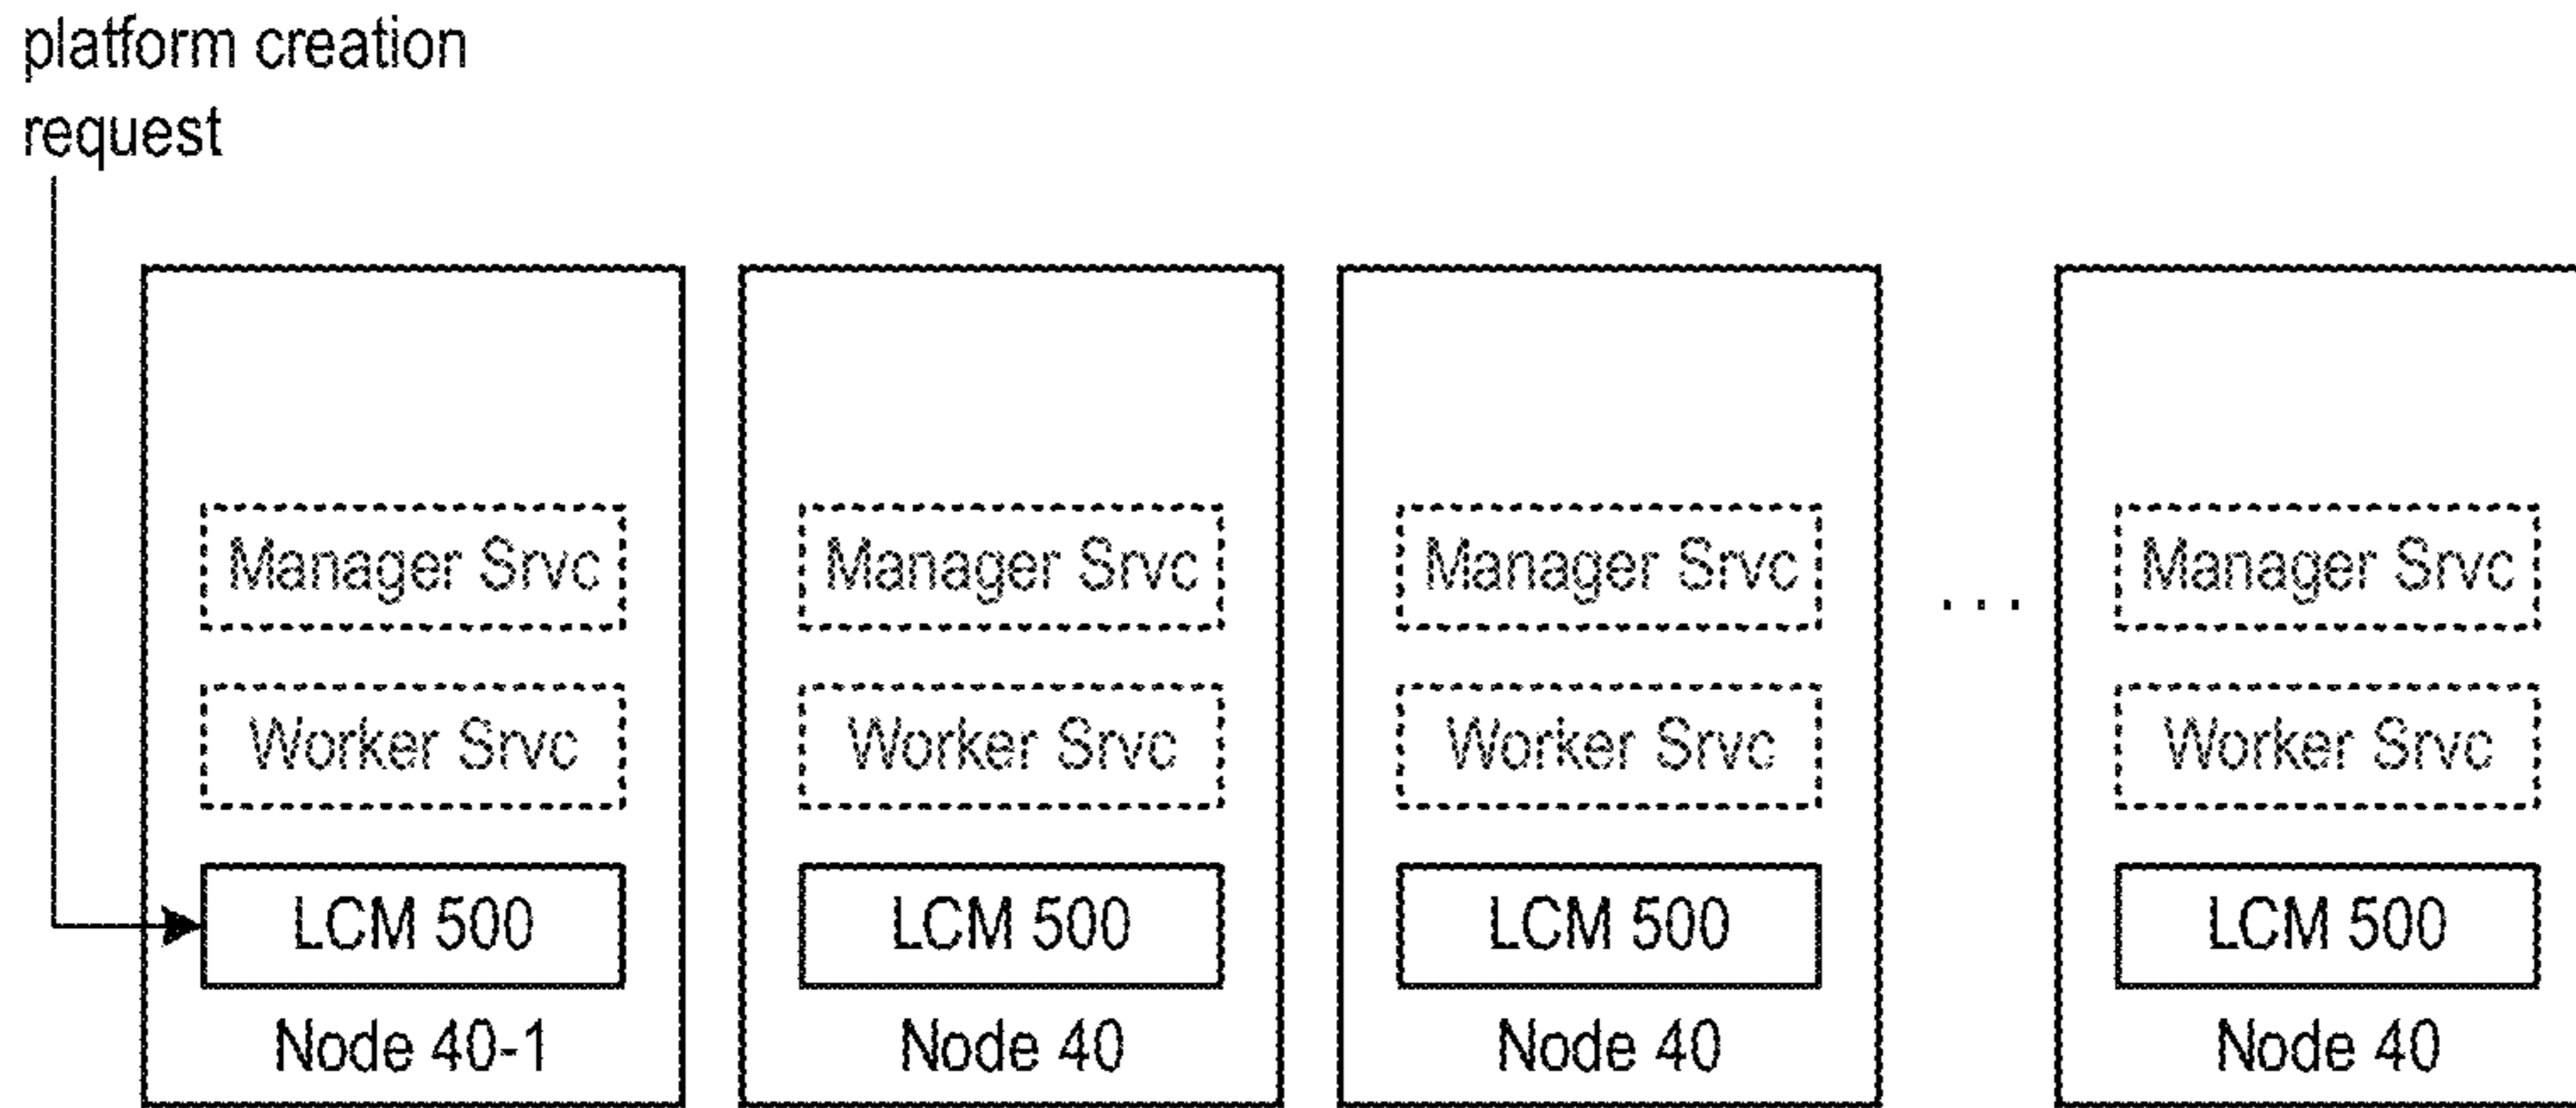 platform creation
request
Manager Srvc
Worker Srvc
LCM 500
Node 40-1
Manager Srvc
Worker Srvc
LCM 500
Node 40
Manager Srvc
Worker Srvc
LCM 500
Node 40
. . .
Manager Srvc
Worker Srvc
LCM 500
Node 40